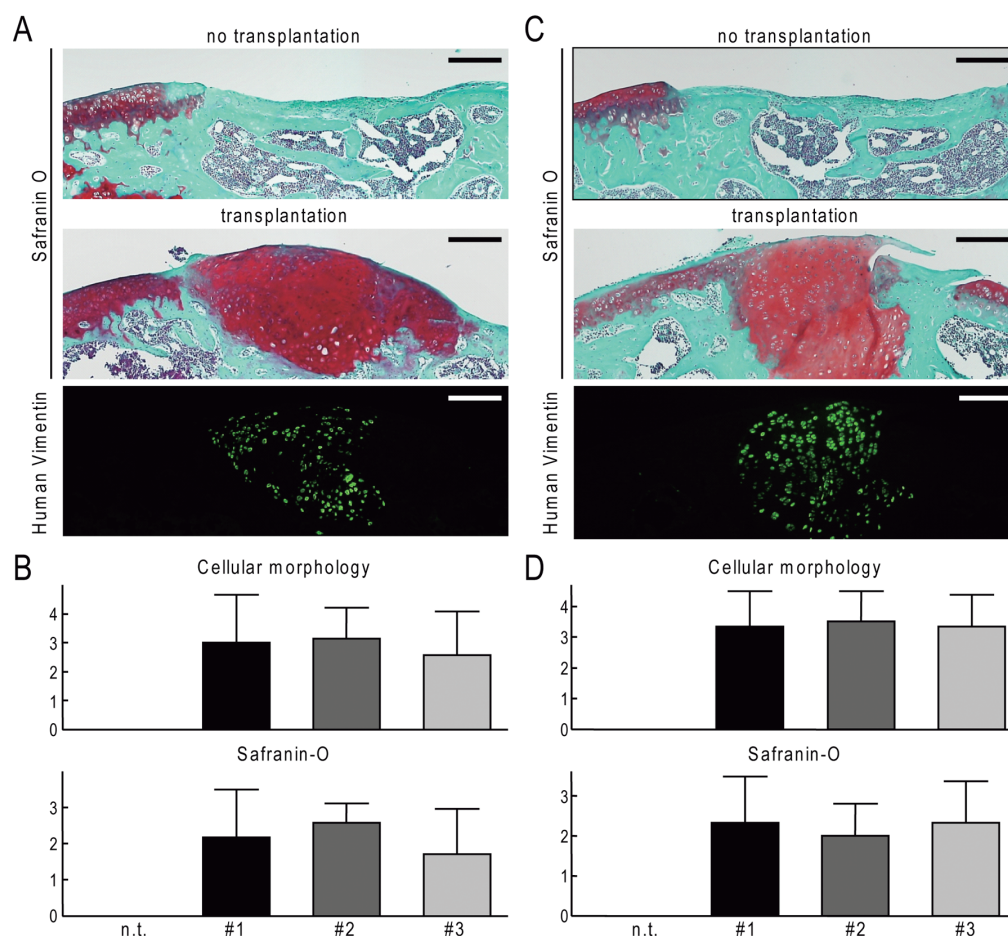 A
no transplantation
Safranin O
transplantation
Human Vimentin
B
Cellular morphology
4
3
2
1
0
Safranin-O
3
2
1
0
n.t. #1 #2 #3
C
no transplantation
Safranin O
transplantation
Human Vimentin
D
Cellular morphology
4
3
2
1
0
Safranin-O
3
2
1
0
n.t. #1 #2 #3